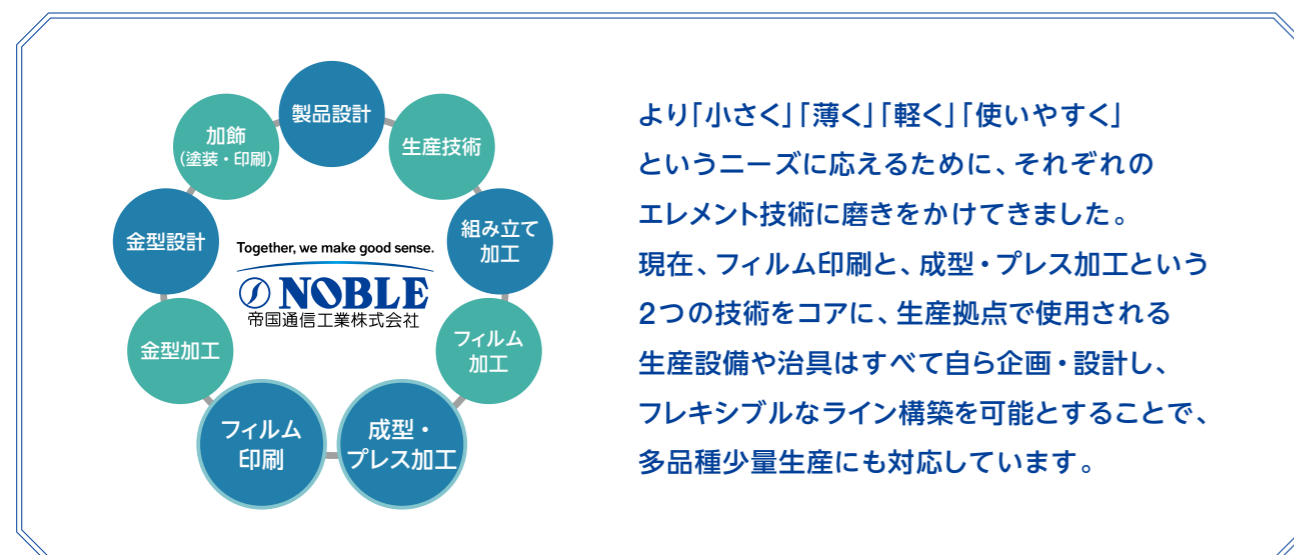 製品設計
加飾
(塗装・印刷)
生産技術
金型設計
組み立て
加工
Together, we make good sense.
NOBLE
帝国通信工業株式会社
金型加工
フィルム
加工
フィルム
印刷
成型・
プレス加工
より「小さく」「薄く」「軽く」「使いやすく」
というニーズに応えるために、それぞれの
エレメント技術に磨きをかけてきました。
現在、フィルム印刷と、成型・プレス加工という
2つの技術をコアに、生産拠点で使用される
生産設備や治具はすべて自ら企画・設計し、
フレキシブルなライン構築を可能とすることで、
多品種少量生産にも対応しています。